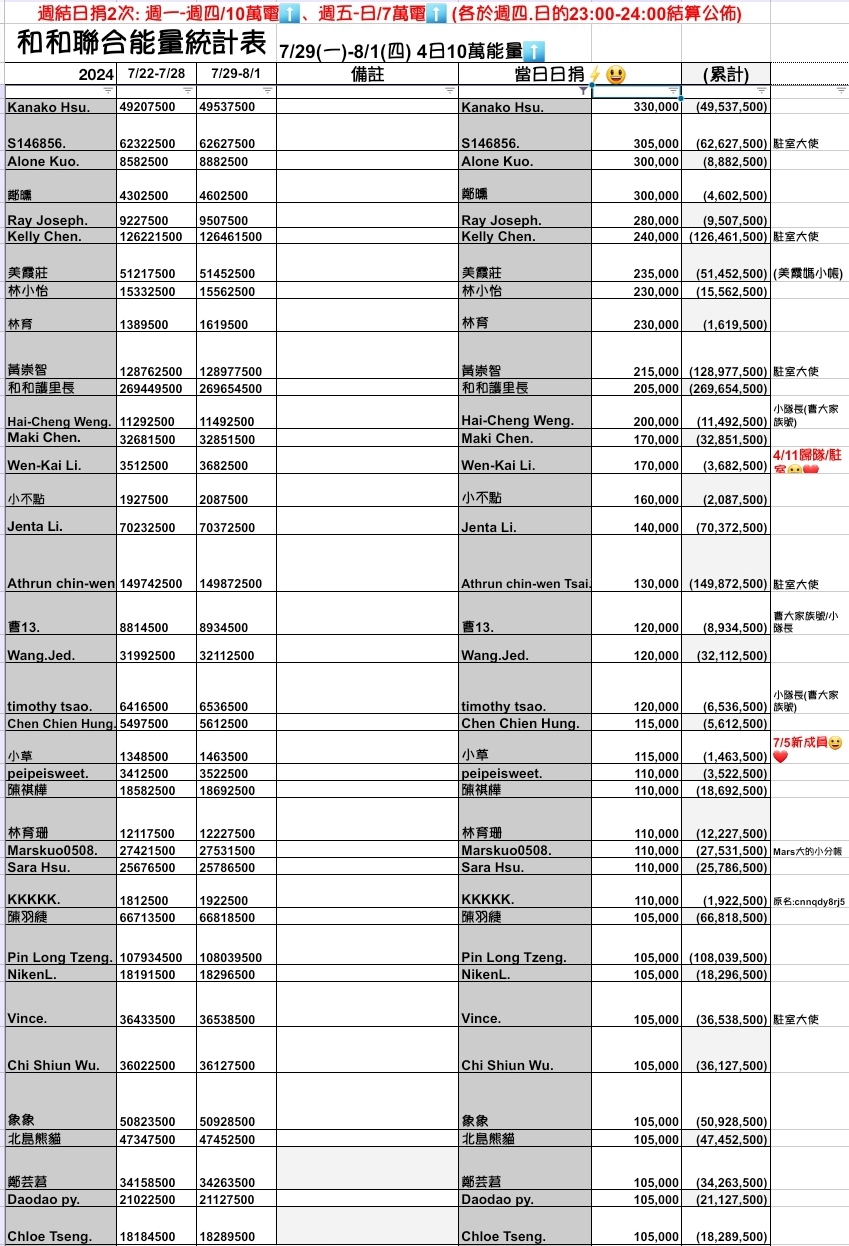 週結日捐2次: 週一-週四/10萬電⬆️、週五-日/7萬電⬆️ (各於週四.日的23:00-24:00結算公佈)
和和聯合能量統計表 7/29(一)-8/1(四) 4日10萬能量⬆️
2024 7/22-7/28 7/29-8/1 備註 當日日捐⚡😃 (累計)
Kanako Hsu. 49207500 49537500 Kanako Hsu. 330,000 (49,537,500)
S146856. 62322500 62627500 S146856. 305,000 (62,627,500) 駐室大使
Alone Kuo. 8582500 8882500 Alone Kuo. 300,000 (8,882,500)
鄭 4302500 4602500 鄭 300,000 (4,602,500)
Ray Joseph. 9227500 9507500 Ray Joseph. 280,000 (9,507,500)
Kelly Chen. 126221500 126461500 Kelly Chen. 240,000 (126,461,500) 駐室大使
美霞莊 51217500 51452500 美霞莊 235,000 (51,452,500) (美霞媽小帳)
林小怡 15332500 15562500 林小怡 230,000 (15,562,500)
林育 1389500 1619500 林育 230,000 (1,619,500)
黃崇智 128762500 128977500 黃崇智 215,000 (128,977,500) 駐室大使
和和護里長 269449500 269654500 和和護里長 205,000 (269,654,500)
Hai-Cheng Weng. 11292500 11492500 Hai-Cheng Weng. 200,000 (11,492,500) 小隊長(曹大家
族號)
Maki Chen. 32681500 32851500 Maki Chen. 170,000 (32,851,500)
Wen-Kai Li. 3512500 3682500 Wen-Kai Li. 170,000 (3,682,500) 4/11歸隊/駐
室😀❤️
小不點 1927500 2087500 小不點 160,000 (2,087,500)
Jenta Li. 70232500 70372500 Jenta Li. 140,000 (70,372,500)
Athrun chin-wen 149742500 149872500 Athrun chin-wen Tsai. 130,000 (149,872,500) 駐室大使
曹13. 8814500 8934500 曹13. 120,000 (8,934,500) 曹大家族號/小
隊長
Wang.Jed. 31992500 32112500 Wang.Jed. 120,000 (32,112,500)
timothy tsao. 6416500 6536500 timothy tsao. 120,000 (6,536,500) 小隊長(曹大家
族號)
Chen Chien Hung. 5497500 5612500 Chen Chien Hung. 115,000 (5,612,500)
小草 1348500 1463500 小草 115,000 (1,463,500) 7/5新成員😀
❤️
peipeisweet. 3412500 3522500 peipeisweet. 110,000 (3,522,500)
陳祺樺 18582500 18692500 陳祺樺 110,000 (18,692,500)
林育珊 12117500 12227500 林育珊 110,000 (12,227,500)
Marskuo0508. 27421500 27531500 Marskuo0508. 110,000 (27,531,500) Mars大的小分帳
Sara Hsu. 25676500 25786500 Sara Hsu. 110,000 (25,786,500)
KKKKK. 1812500 1922500 KKKKK. 110,000 (1,922,500) 原名:cnnqdy8rj5
陳羽緁 66713500 66818500 陳羽緁 105,000 (66,818,500)
Pin Long Tzeng. 107934500 108039500 Pin Long Tzeng. 105,000 (108,039,500)
NikenL. 18191500 18296500 NikenL. 105,000 (18,296,500)
Vince. 36433500 36538500 Vince. 105,000 (36,538,500) 駐室大使
Chi Shiun Wu. 36022500 36127500 Chi Shiun Wu. 105,000 (36,127,500)
象象 50823500 50928500 象象 105,000 (50,928,500)
北島熊貓 47347500 47452500 北島熊貓 105,000 (47,452,500)
鄭芸 34158500 34263500 鄭芸 105,000 (34,263,500)
Daodao py. 21022500 21127500 Daodao py. 105,000 (21,127,500)
Chloe Tseng. 18184500 18289500 Chloe Tseng. 105,000 (18,289,500)